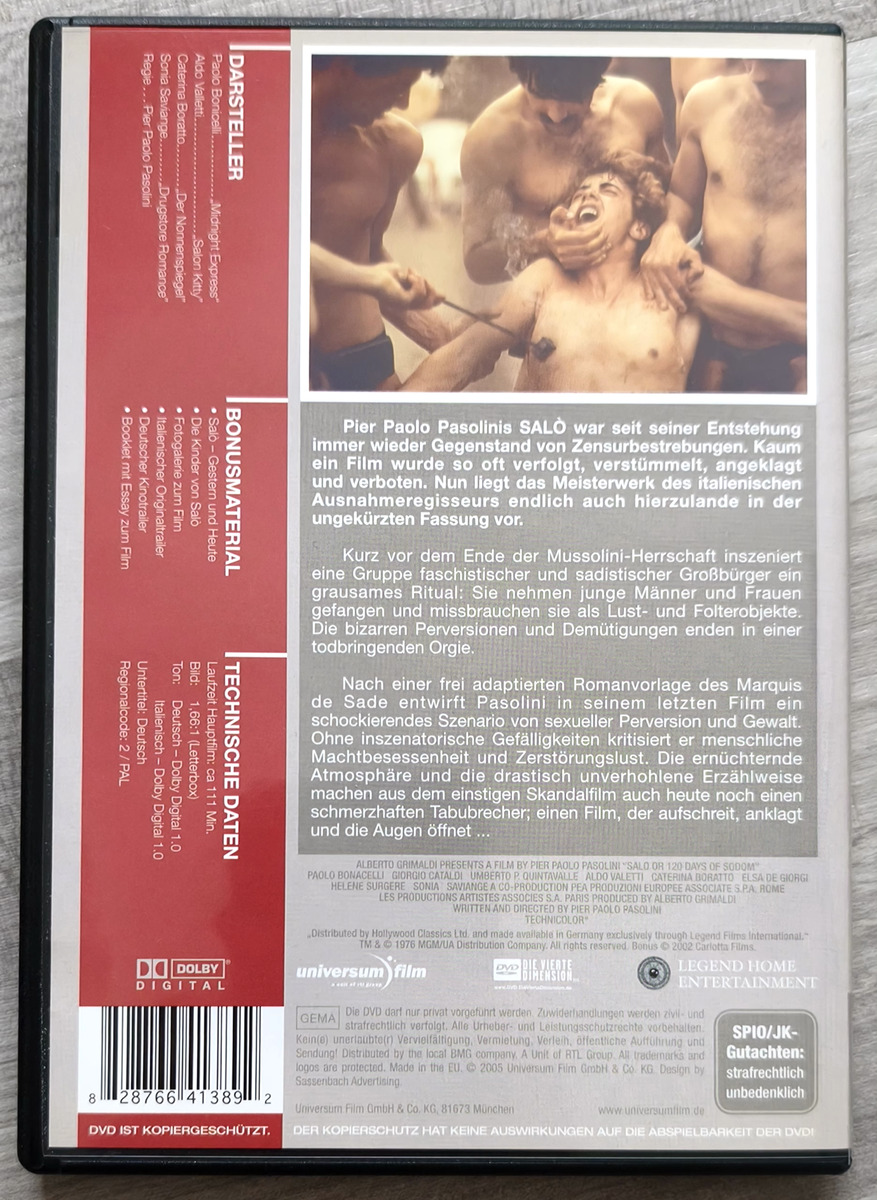 DARSTELLER
Paolo Bonicelli..............„Midnight Express“
Aldo Valletti.........................„Salon Kitty“
Caterina Boratto.......„Der Nonnenspiegel“
Sonia Saviange..........„Drugstore Romance“
Regie ... Pier Paolo Pasolini
BONUSMATERIAL
• Salò – Gestern und Heute
• Die Kinder von Salò
• Fotogalerie zum Film
• Italienischer Originaltrailer
• Deutscher Kinotrailer
• Booklet mit Essay zum Film
TECHNISCHE DATEN
Laufzeit Hauptfilm: ca 111 Min.
Bild: 1,66:1 (Letterbox)
Ton: Deutsch – Dolby Digital 1.0
Italienisch – Dolby Digital 1.0
Untertitel: Deutsch
Regionalcode: 2 / PAL
DOLBY
DIGITAL
Pier Paolo Pasolinis SALÒ war seit seiner Entstehung
immer wieder Gegenstand von Zensurbestrebungen. Kaum
ein Film wurde so oft verfolgt, verstümmelt, angeklagt
und verboten. Nun liegt das Meisterwerk des italienischen
Ausnahmeregisseurs endlich auch hierzulande in der
ungekürzten Fassung vor.
Kurz vor dem Ende der Mussolini-Herrschaft inszeniert
eine Gruppe faschistischer und sadistischer Großbürger ein
grausames Ritual: Sie nehmen junge Männer und Frauen
gefangen und missbrauchen sie als Lust- und Folterobjekte.
Die bizarren Perversionen und Demütigungen enden in einer
todbringenden Orgie.
Nach einer frei adaptierten Romanvorlage des Marquis
de Sade entwirft Pasolini in seinem letzten Film ein
schockierendes Szenario von sexueller Perversion und Gewalt.
Ohne inszenatorische Gefälligkeiten kritisiert er menschliche
Machtbesessenheit und Zerstörungslust. Die ernüchternde
Atmosphäre und die drastisch unverhohlene Erzählweise
machen aus dem einstigen Skandalfilm auch heute noch einen
schmerzhaften Tabubrecher; einen Film, der aufschreit, anklagt
und die Augen öffnet ...
ALBERTO GRIMALDI PRESENTS A FILM BY PIER PAOLO PASOLINI "SALO OR 120 DAYS OF SODOM"
PAOLO BONACELLI GIORGIO CATALDI UMBERTO P. QUINTAVALLE ALDO VALETTI CATERINA BORATTO ELSA DE GIORGI
HELENE SURGERE SONIA SAVIANGE A CO-PRODUCTION PEA PRODUZIONI EUROPEE ASSOCIATE S.P.A. ROME
LES PRODUCTIONS ARTISTES ASSOCIES S.A. PARIS PRODUCED BY ALBERTO GRIMALDI
WRITTEN AND DIRECTED BY PIER PAOLO PASOLINI
TECHNICOLOR®
„Distributed by Hollywood Classics Ltd. and made available in Germany exclusively through Legend Films International.“
TM & © 1976 MGM/UA Distribution Company. All rights reserved. Bonus © 2002 Carlotta Films.
universum film
DVD DIE VIERTE
DIMENSION
LEGEND HOME
ENTERTAINMENT
GEMA
Die DVD darf nur privat vorgeführt werden. Zuwiderhandlungen werden zivil- und
strafrechtlich verfolgt. Alle Urheber- und Leistungsschutzrechte vorbehalten.
Kein(e) unerlaubte(r) Vervielfältigung, Vermietung, Verleih, öffentliche Aufführung und
Sendung! Distributed by the local BMG company. A Unit of RTL Group. All trademarks and
logos are protected. Made in the EU. © 2005 Universum Film GmbH & Co. KG. Design by
Sassenbach Advertising.
Universum Film GmbH & Co. KG, 81673 München
www.universumfilm.de
SPIO/JK-
Gutachten:
strafrechtlich
unbedenklich
8 28766 41389 2
DVD IST KOPIERGESCHÜTZT.
DER KOPIERSCHUTZ HAT KEINE AUSWIRKUNGEN AUF DIE ABSPIELBARKEIT DER DVD!